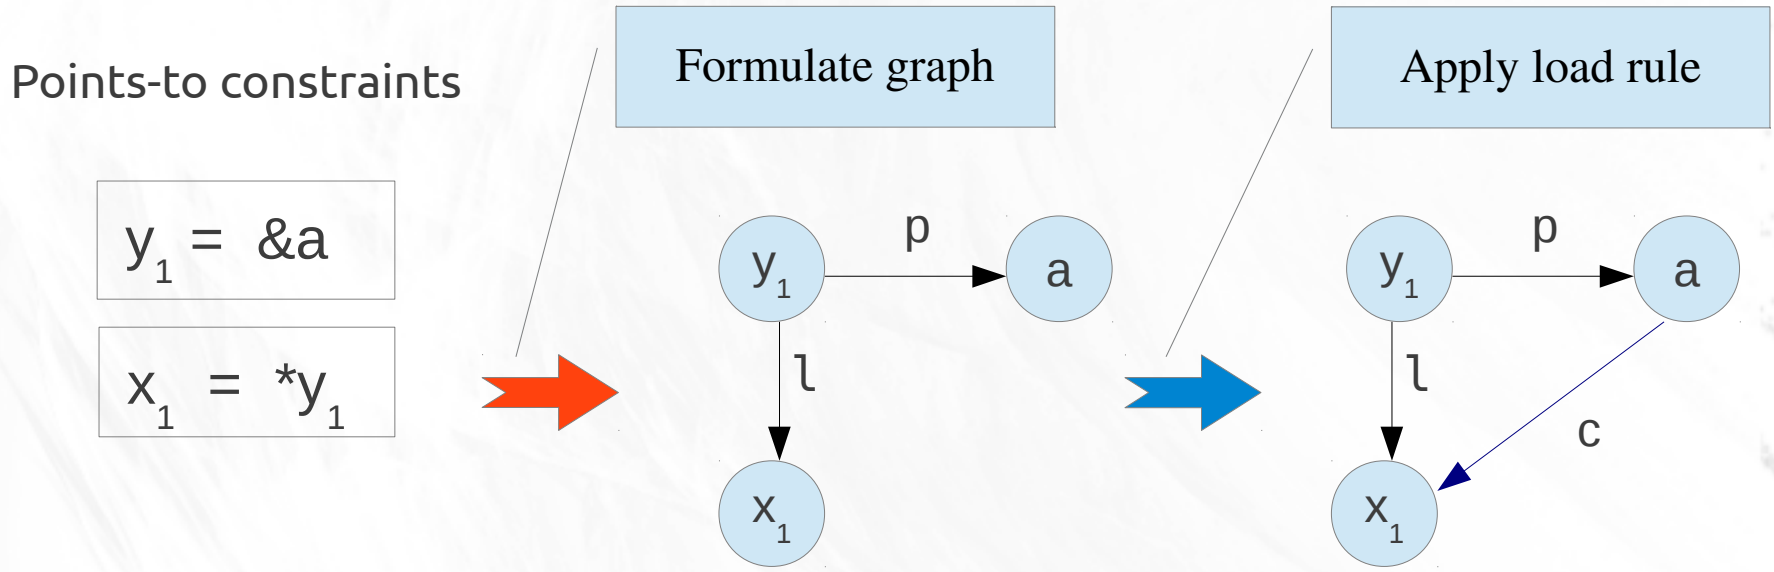 Points-to constraints
Formulate graph
Apply load rule
y₁ = &a
x₁ = *y₁
y₁
p
a
l
x₁
y₁
p
a
l
c
x₁